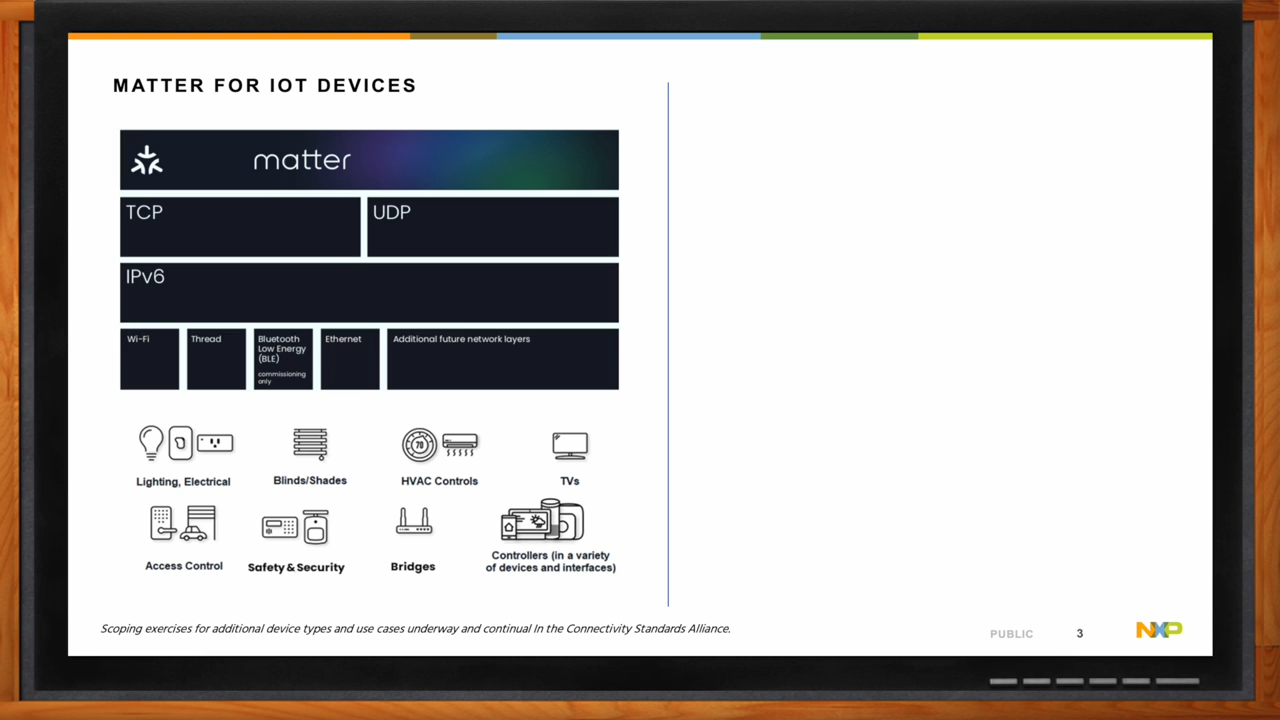 MATTER FOR IOT DEVICES
matter
TCP
UDP
IPv6
Wi-Fi
Thread
Bluetooth
Low Energy
(BLE)
commissioning
only
Ethernet
Additional future network layers
70
Lighting, Electrical
Blinds/Shades
HVAC Controls
TVs
Access Control
Safety & Security
Bridges
Controllers (in a variety
of devices and interfaces)
Scoping exercises for additional device types and use cases underway and continual In the Connectivity Standards Alliance.
PUBLIC
3
NXP